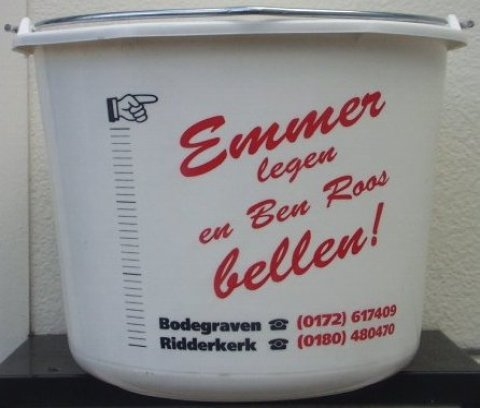 Emmer
legen
en Ben Roos
bellen!
Bodegraven ☎ (0172) 617409
Ridderkerk ☎ (0180) 480470